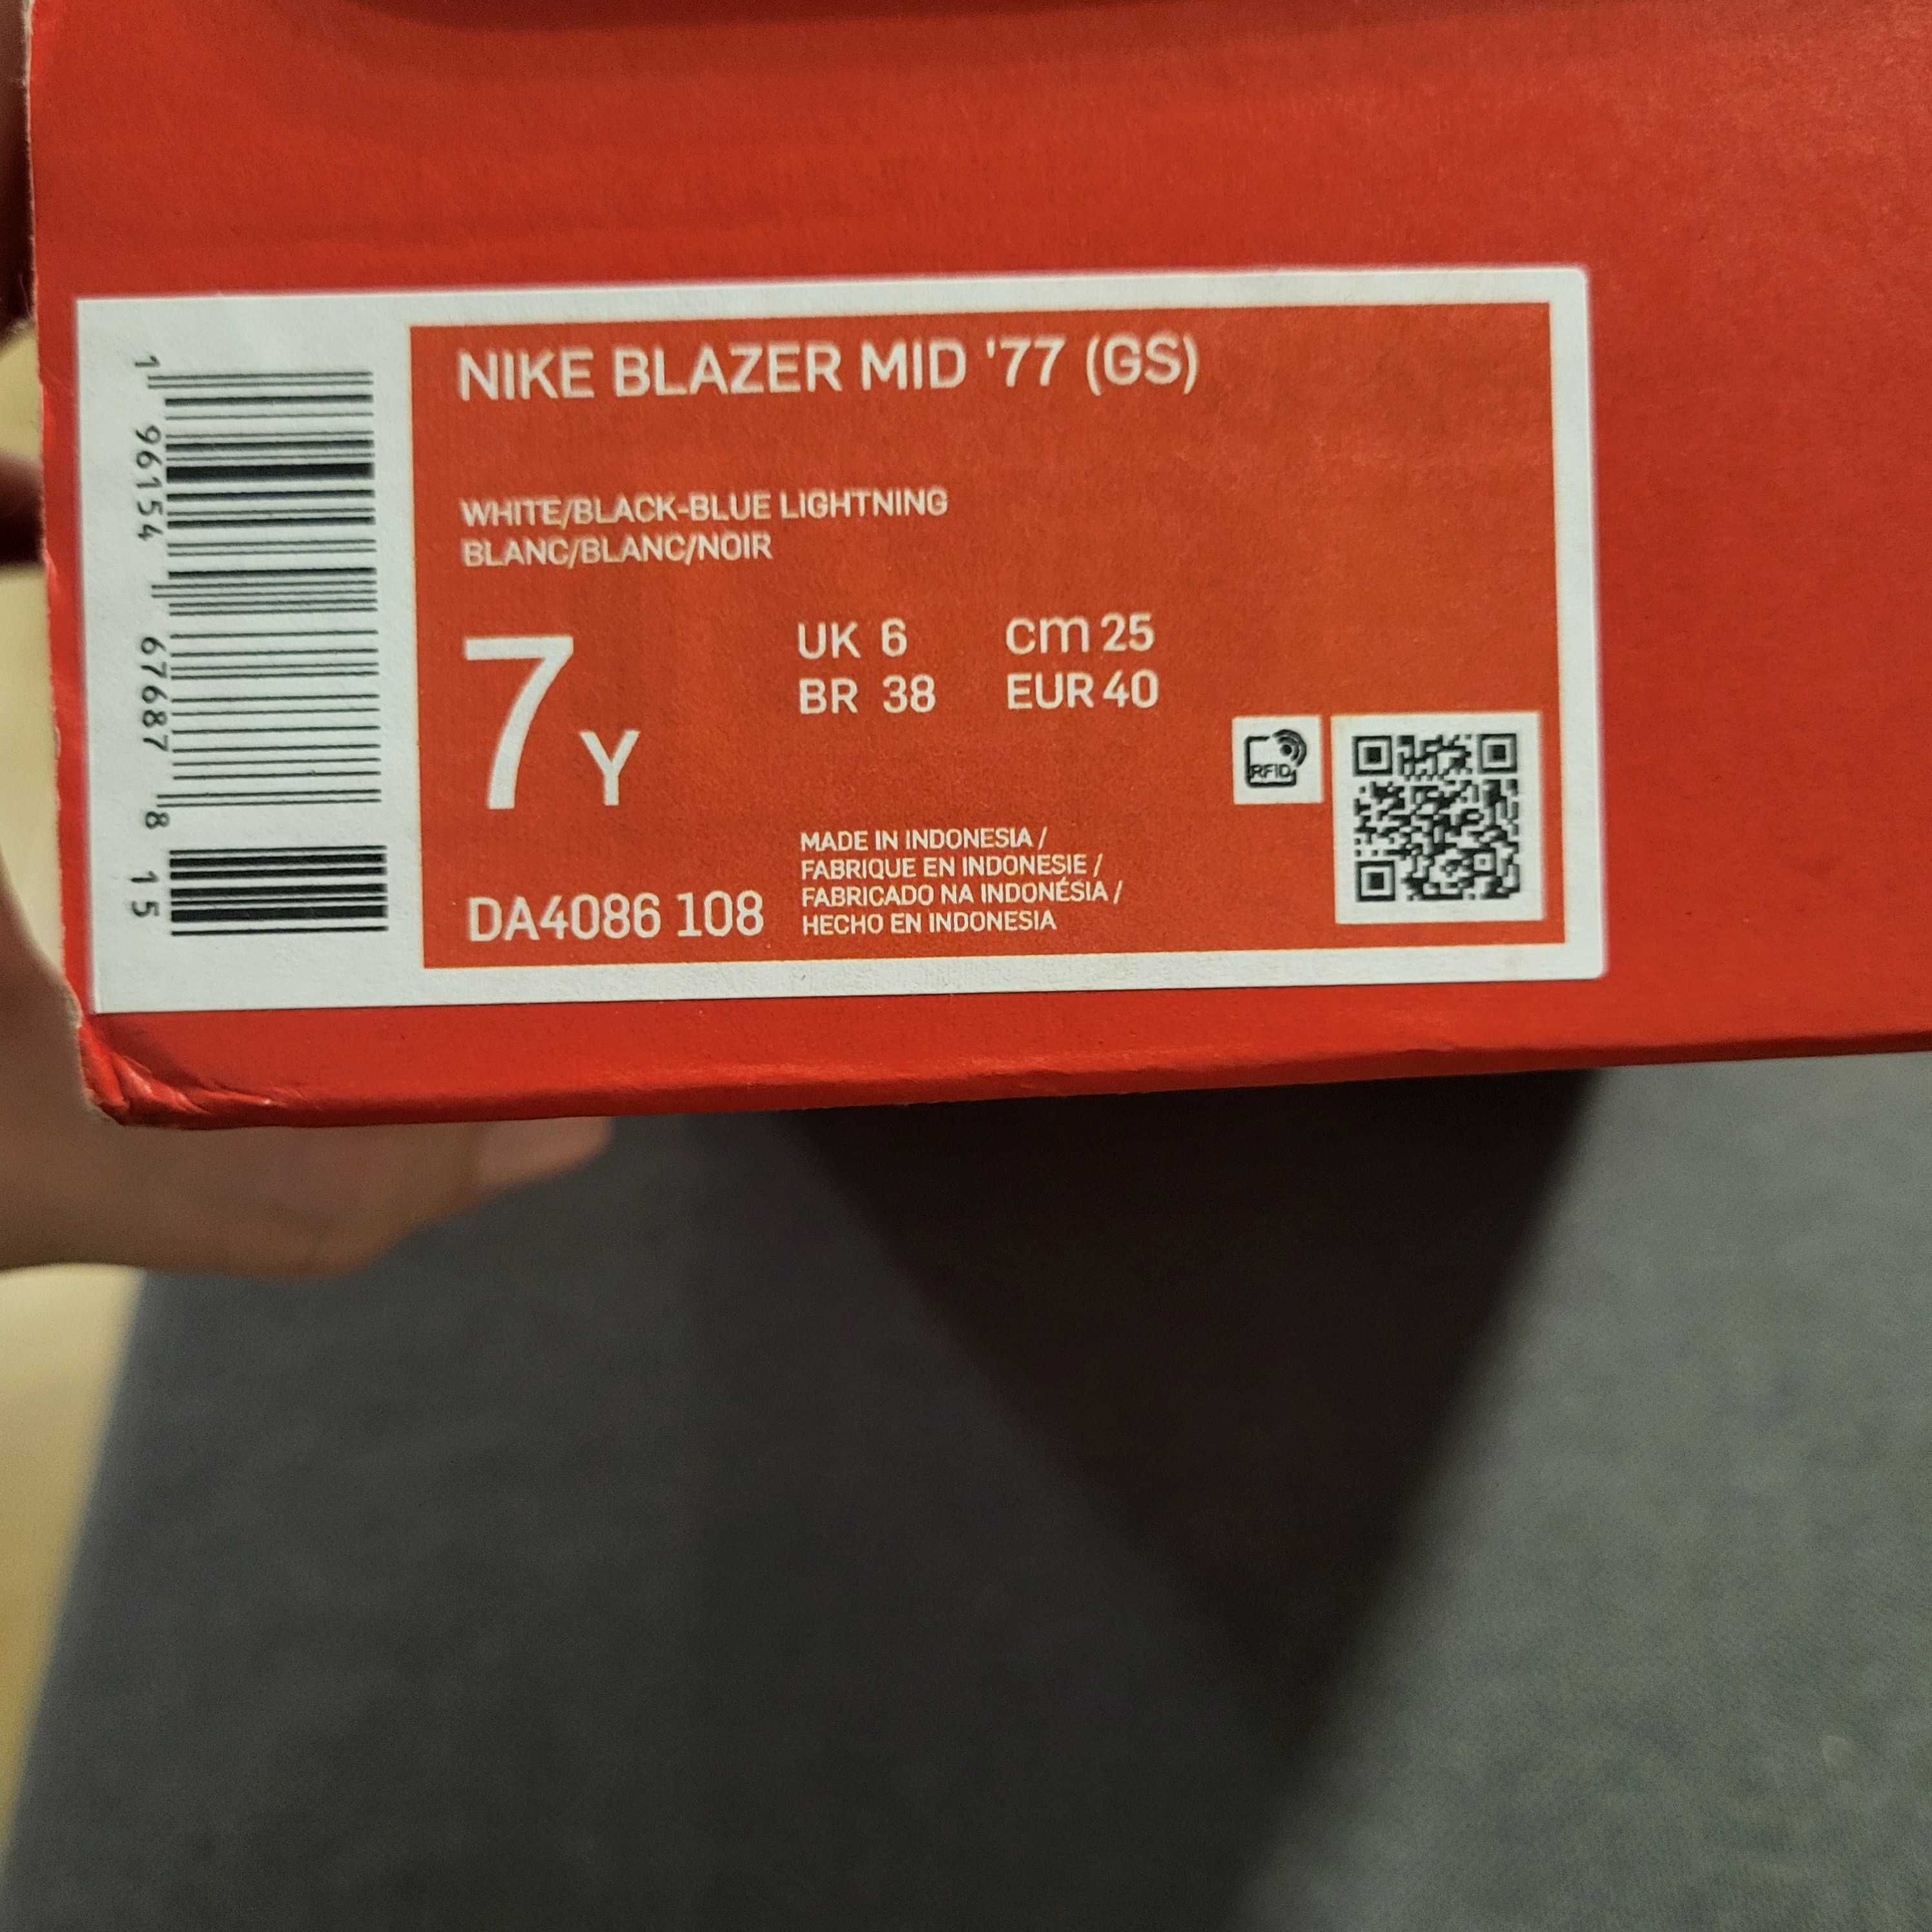 NIKE BLAZER MID '77 (GS)
WHITE/BLACK-BLUE LIGHTNING
BLANC/BLANC/NOIR
7Y
UK 6 cm 25
BR 38 EUR 40
RFID
MADE IN INDONESIA /
FABRIQUE EN INDONESIE /
FABRICADO NA INDONÉSIA /
HECHO EN INDONESIA
DA4086 108
1 96154 67687 8 15